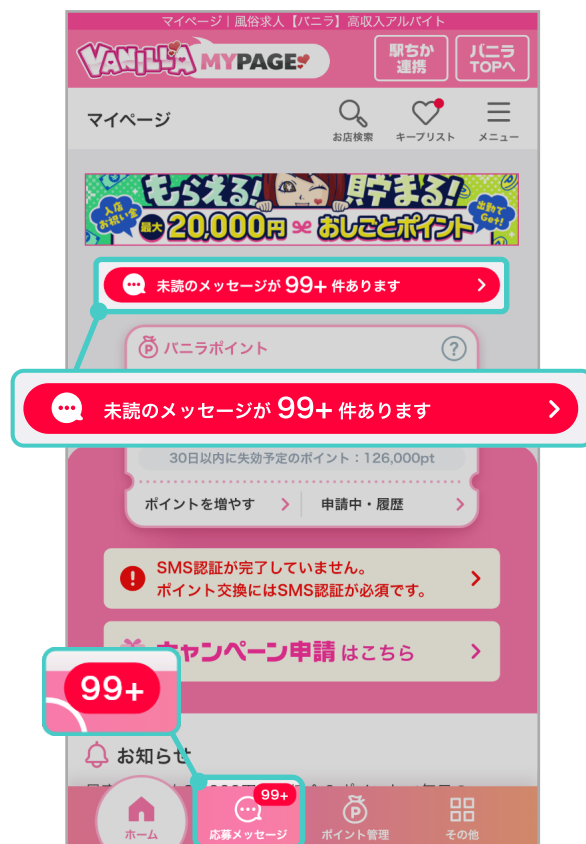 マイページ｜風俗求人【バニラ】高収入アルバイト
VANILLA MYPAGE
駅ちか
連携
バニラ
TOPへ
マイページ
お店検索
キープリスト
メニュー
もらえる!
貯まる!
入店
お祝い金
最大
20,000円
おしごとポイント
出勤で
Get!
未読のメッセージが 99+ 件あります
バニラポイント
?
未読のメッセージが 99+ 件あります
30日以内に失効予定のポイント：126,000pt
ポイントを増やす
申請中・履歴
SMS認証が完了していません。
ポイント交換にはSMS認証が必須です。
キャンペーン申請はこちら
99+
お知らせ
99+
ホーム
応募メッセージ
ポイント管理
その他